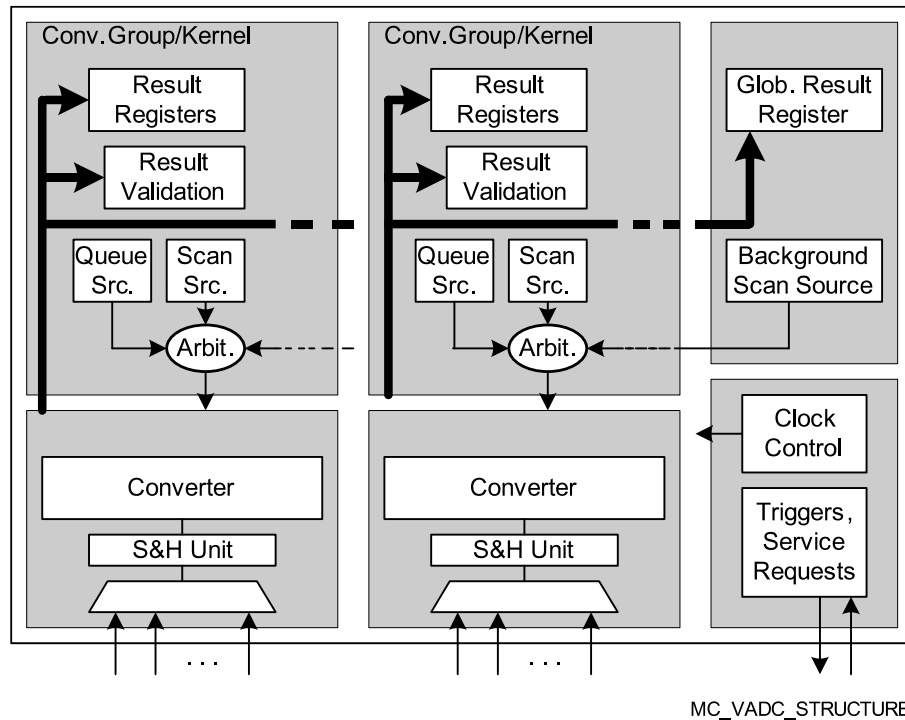 Conv.Group/Kernel
Result
Registers
Result
Validation
Queue
Src.
Scan
Src.
Arbit.
Converter
S&H Unit
. . .
Conv.Group/Kernel
Result
Registers
Result
Validation
Queue
Src.
Scan
Src.
Arbit.
Converter
S&H Unit
. . .
Glob. Result
Register
Background
Scan Source
Clock
Control
Triggers,
Service
Requests
MC_VADC_STRUCTURE